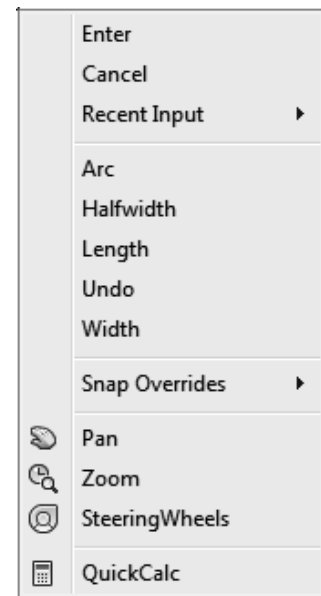 Enter
Cancel
Recent Input
Arc
Halfwidth
Length
Undo
Width
Snap Overrides
Pan
Zoom
SteeringWheels
QuickCalc